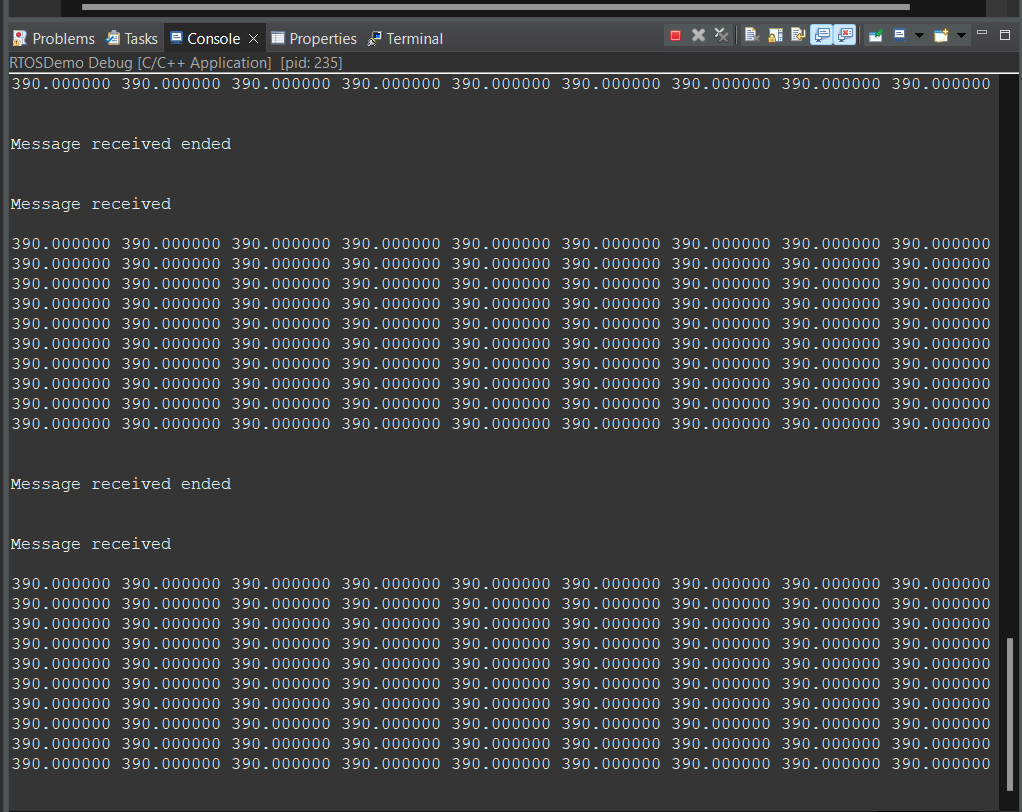 Problems Tasks Console Properties Terminal
RTOSDemo Debug [C/C++ Application] [pid: 235]
390.000000 390.000000 390.000000 390.000000 390.000000 390.000000 390.000000 390.000000 390.000000
Message received ended
Message received
390.000000 390.000000 390.000000 390.000000 390.000000 390.000000 390.000000 390.000000 390.000000
390.000000 390.000000 390.000000 390.000000 390.000000 390.000000 390.000000 390.000000 390.000000
390.000000 390.000000 390.000000 390.000000 390.000000 390.000000 390.000000 390.000000 390.000000
390.000000 390.000000 390.000000 390.000000 390.000000 390.000000 390.000000 390.000000 390.000000
390.000000 390.000000 390.000000 390.000000 390.000000 390.000000 390.000000 390.000000 390.000000
390.000000 390.000000 390.000000 390.000000 390.000000 390.000000 390.000000 390.000000 390.000000
390.000000 390.000000 390.000000 390.000000 390.000000 390.000000 390.000000 390.000000 390.000000
390.000000 390.000000 390.000000 390.000000 390.000000 390.000000 390.000000 390.000000 390.000000
390.000000 390.000000 390.000000 390.000000 390.000000 390.000000 390.000000 390.000000 390.000000
390.000000 390.000000 390.000000 390.000000 390.000000 390.000000 390.000000 390.000000 390.000000
Message received ended
Message received
390.000000 390.000000 390.000000 390.000000 390.000000 390.000000 390.000000 390.000000 390.000000
390.000000 390.000000 390.000000 390.000000 390.000000 390.000000 390.000000 390.000000 390.000000
390.000000 390.000000 390.000000 390.000000 390.000000 390.000000 390.000000 390.000000 390.000000
390.000000 390.000000 390.000000 390.000000 390.000000 390.000000 390.000000 390.000000 390.000000
390.000000 390.000000 390.000000 390.000000 390.000000 390.000000 390.000000 390.000000 390.000000
390.000000 390.000000 390.000000 390.000000 390.000000 390.000000 390.000000 390.000000 390.000000
390.000000 390.000000 390.000000 390.000000 390.000000 390.000000 390.000000 390.000000 390.000000
390.000000 390.000000 390.000000 390.000000 390.000000 390.000000 390.000000 390.000000 390.000000
390.000000 390.000000 390.000000 390.000000 390.000000 390.000000 390.000000 390.000000 390.000000
390.000000 390.000000 390.000000 390.000000 390.000000 390.000000 390.000000 390.000000 390.000000